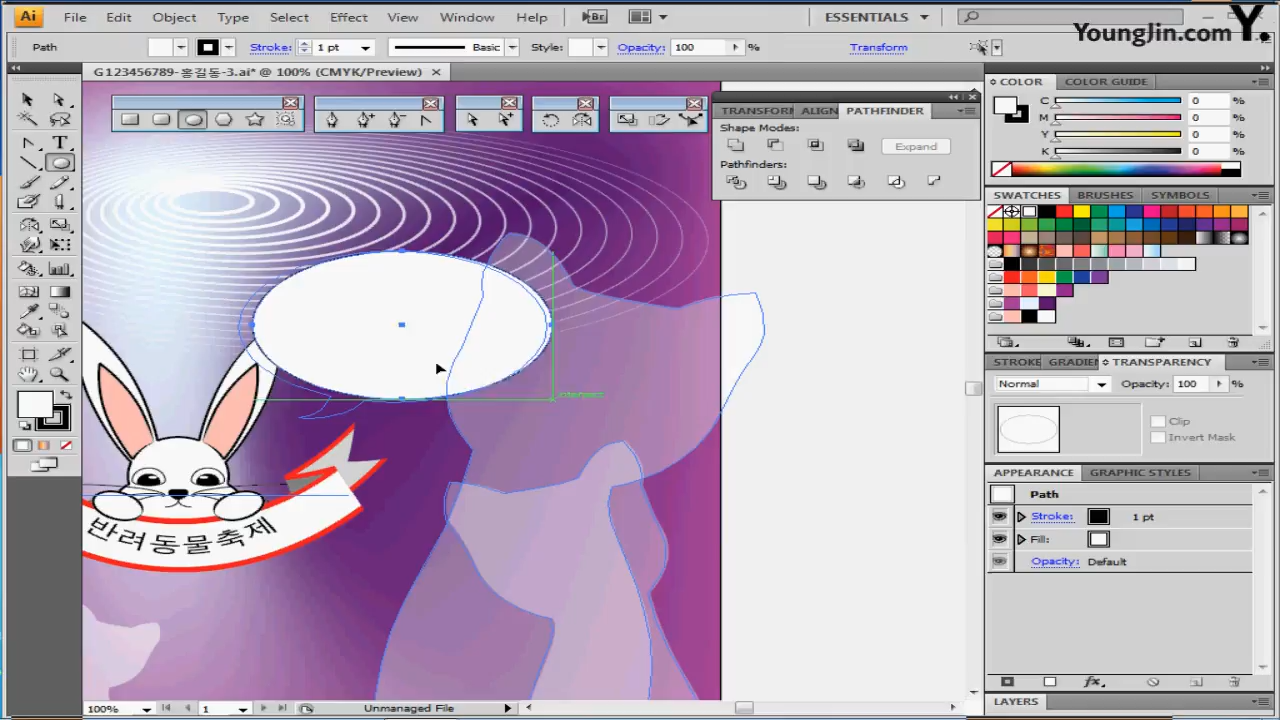 Ai File Edit Object Type Select Effect View Window Help Br ESSENTIALS
YoungJin.com Y.
Path Stroke: 1 pt Basic Style: Opacity: 100 % Transform
G123456789-홍길동-3.ai* @ 100% (CMYK/Preview)
COLOR COLOR GUIDE
C 0 %
M 0 %
Y 0 %
K 0 %
TRANSFORM ALIGN PATHFINDER
Shape Modes:
Expand
Pathfinders:
SWATCHES BRUSHES SYMBOLS
STROKE GRADIEN TRANSPARENCY
Normal Opacity: 100 %
Clip
Invert Mask
APPEARANCE GRAPHIC STYLES
Path
Stroke: 1 pt
Fill:
Opacity: Default
LAYERS
반려동물축제
100% 1 Unmanaged File